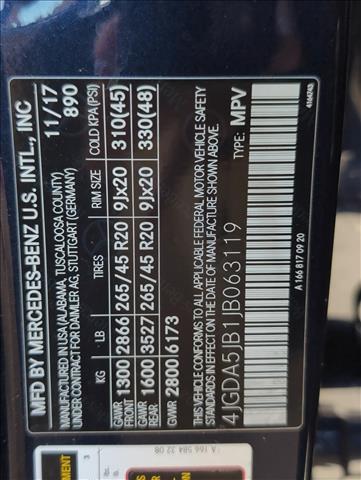 MFG BY MERCEDES-BENZ U.S. INTL., INC
MANUFACTURED IN USA (ALABAMA, TUSCALOOSA COUNTY)
UNDER CONTRACT FOR DAIMLER AG, STUTTGART (GERMANY)
11/17
890
KG LB TIRES RIM SIZE COLD KPA(PSI)
GAWR FRONT 1300 2866 265/45 R20 9Jx20 310(45)
GAWR REAR 1600 3527 265/45 R20 9Jx20 330(48)
GVWR 2800 6173
THIS VEHICLE CONFORMS TO ALL APPLICABLE FEDERAL MOTOR VEHICLE SAFETY
STANDARDS IN EFFECT ON THE DATE OF MANUFACTURE SHOWN ABOVE
4JGDA5JB1JB063119
TYPE: MPV
A 166 817 09 20
A 166 584 32 08
3